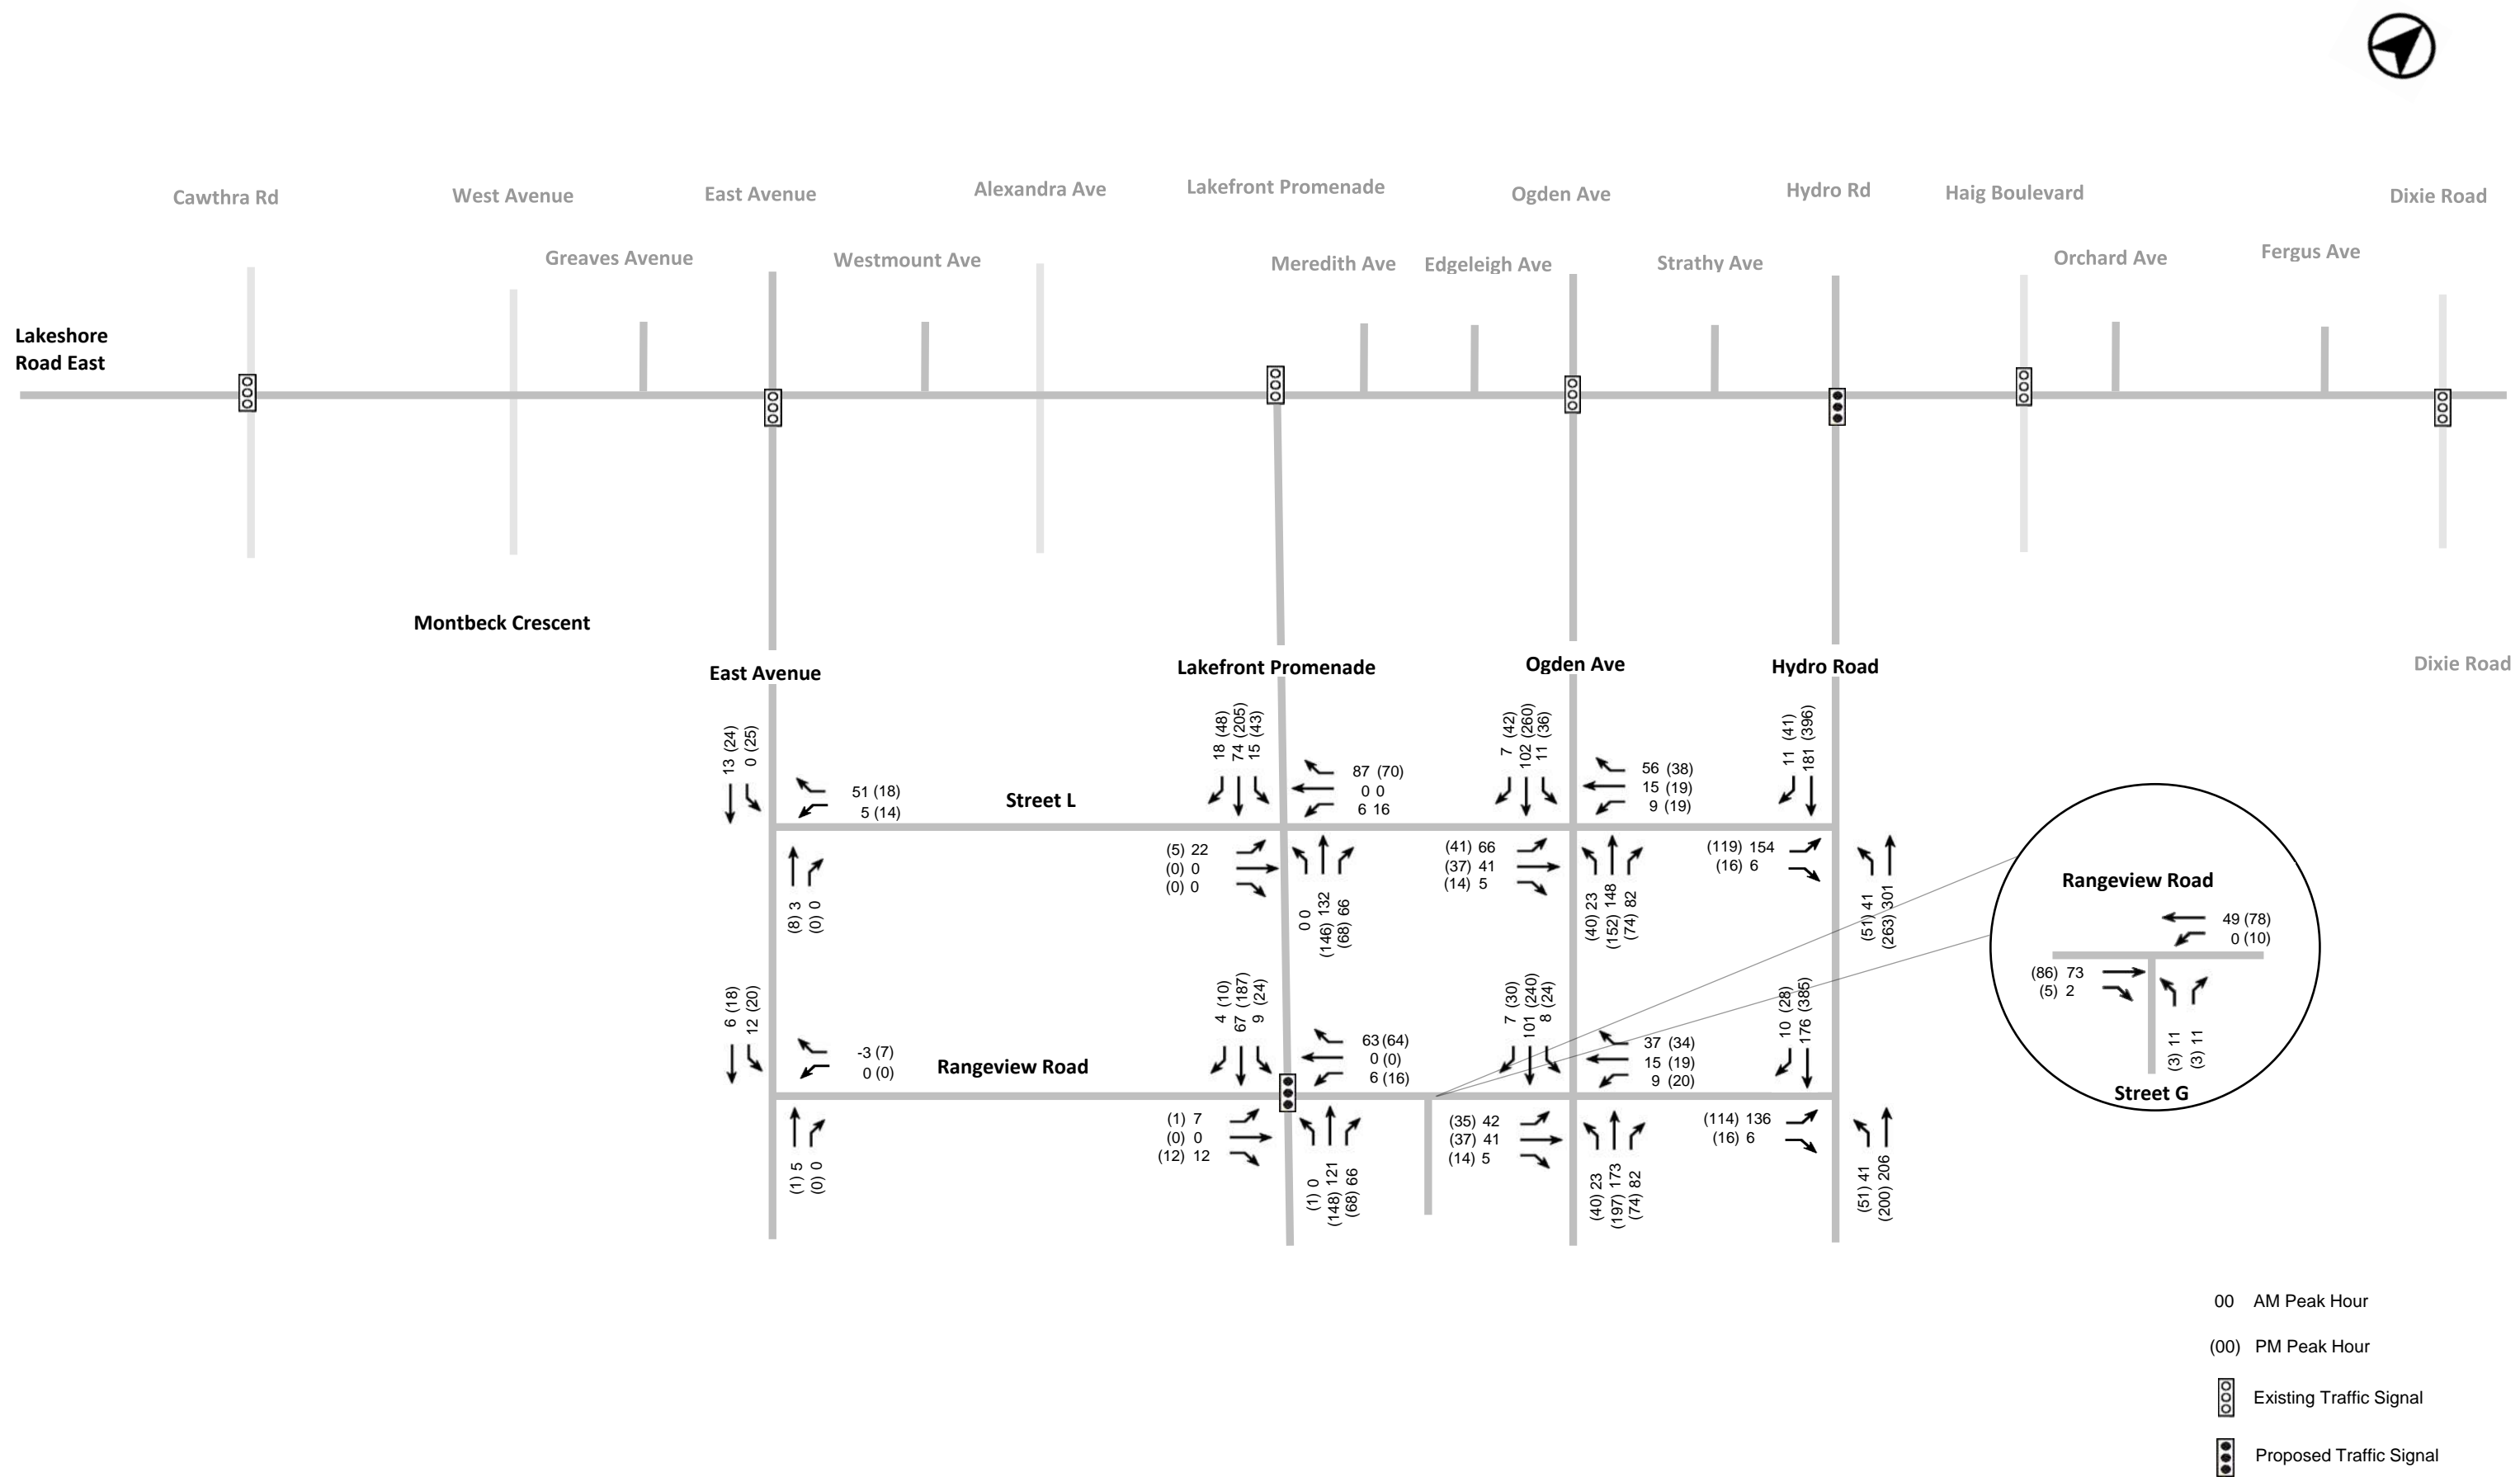 Cawthra Rd
West Avenue
East Avenue
Alexandra Ave
Lakefront Promenade
Ogden Ave
Hydro Rd
Haig Boulevard
Dixie Road
Greaves Avenue
Westmount Ave
Meredith Ave
Edgeleigh Ave
Strathy Ave
Orchard Ave
Fergus Ave
Lakeshore
Road East
Montbeck Crescent
East Avenue
Lakefront Promenade
Ogden Ave
Hydro Road
Dixie Road
13 (24)
0 (25)
51 (18)
5 (14)
Street L
(8) 3
(0) 0
18 (48)
74 (205)
15 (43)
87 (70)
0 0
6 16
(5) 22
(0) 0
(0) 0
0 0
(146) 132
(68) 66
7 (42)
102 (260)
11 (36)
56 (38)
15 (19)
9 (19)
(41) 66
(37) 41
(14) 5
(40) 23
(152) 148
(74) 82
11 (41)
181 (396)
(119) 154
(16) 6
(51) 41
(263) 301
6 (18)
12 (20)
-3 (7)
0 (0)
Rangeview Road
(1) 5
(0) 0
4 (10)
67 (187)
9 (24)
63 (64)
0 (0)
6 (16)
(1) 7
(0) 0
(12) 12
(1) 0
(148) 121
(68) 66
7 (30)
101 (240)
8 (24)
37 (34)
15 (19)
9 (20)
(35) 42
(37) 41
(14) 5
(40) 23
(197) 173
(74) 82
10 (28)
176 (385)
(114) 136
(16) 6
(51) 41
(200) 206
Rangeview Road
49 (78)
0 (10)
(86) 73
(5) 2
(3) 11
(3) 11
Street G
00 AM Peak Hour
(00) PM Peak Hour
Existing Traffic Signal
Proposed Traffic Signal